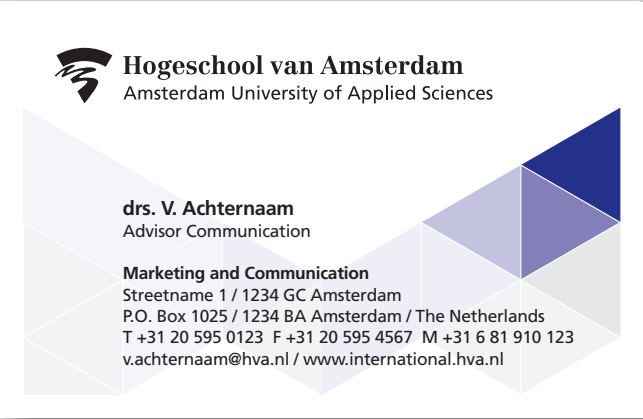 Hogeschool van Amsterdam
Amsterdam University of Applied Sciences
drs. V. Achternaam
Advisor Communication
Marketing and Communication
Streetname 1 / 1234 GC Amsterdam
P.O. Box 1025 / 1234 BA Amsterdam / The Netherlands
T +31 20 595 0123 F +31 20 595 4567 M +31 6 81 910 123
v.achternaam@hva.nl / www.international.hva.nl